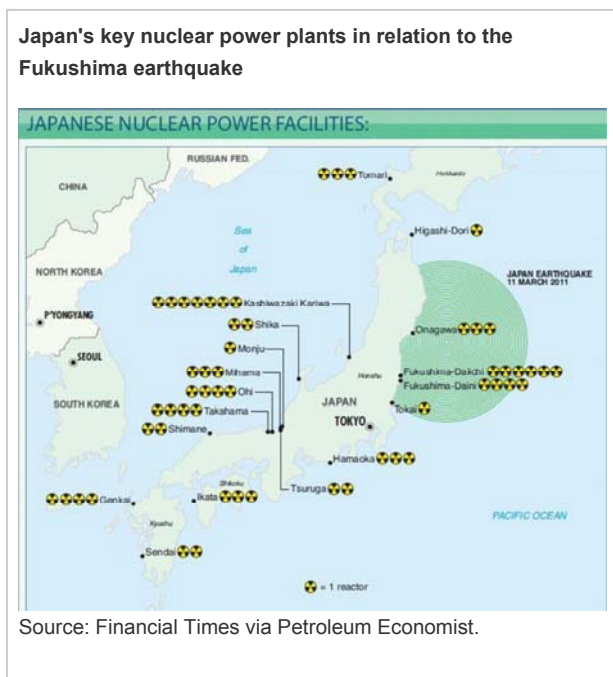 Japan's key nuclear power plants in relation to the
Fukushima earthquake
JAPANESE NUCLEAR POWER FACILITIES:
RUSSIAN FED.
CHINA
Tomari
Hokkaido
Higashi-Dori
Sea
of
Japan
NORTH KOREA
JAPAN EARTHQUAKE
11 MARCH 2011
P'YONGYANG
Kashiwazaki Kariwa
Onagawa
Shika
SEOUL
Monju
Mihama
Honshu
Fukushima-Daiichi
Fukushima-Daini
Ohi
JAPAN
SOUTH KOREA
Takahama
TOKYO
Tokai
Shimane
Hamaoka
Shikoku
Tsuruga
Genkai
Ikata
PACIFIC OCEAN
Kyushu
Sendai
= 1 reactor
Source: Financial Times via Petroleum Economist.